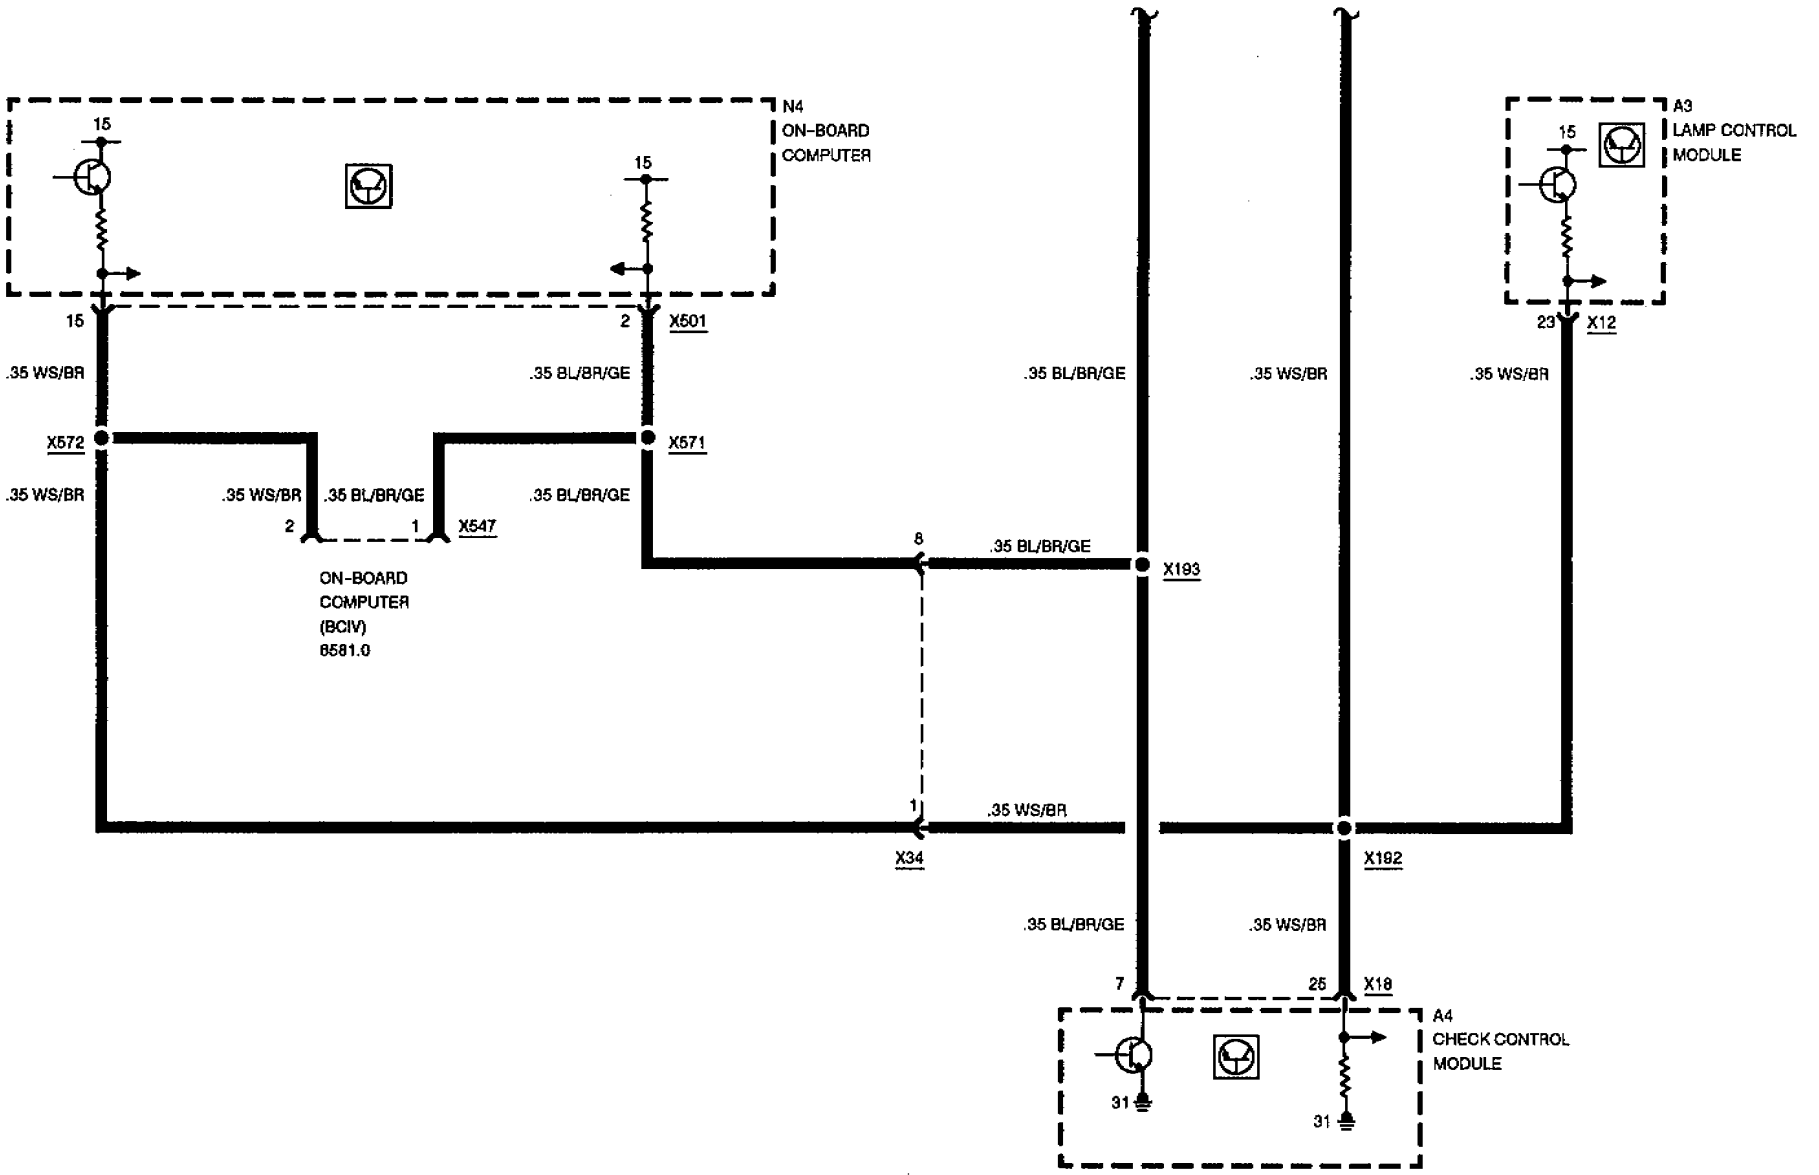 N4
ON-BOARD
COMPUTER
15
15
A3
LAMP CONTROL
MODULE
15
15
2
X501
23
X12
.35 WS/BR
.35 BL/BR/GE
.35 BL/BR/GE
.35 WS/BR
.35 WS/BR
X572
X571
.35 WS/BR
.35 WS/BR
.35 BL/BR/GE
.35 BL/BR/GE
2
1
X547
8
.35 BL/BR/GE
X193
ON-BOARD
COMPUTER
(BCIV)
6581.0
1
.35 WS/BR
X34
X192
.35 BL/BR/GE
.35 WS/BR
7
25
X18
A4
CHECK CONTROL
MODULE
31
31